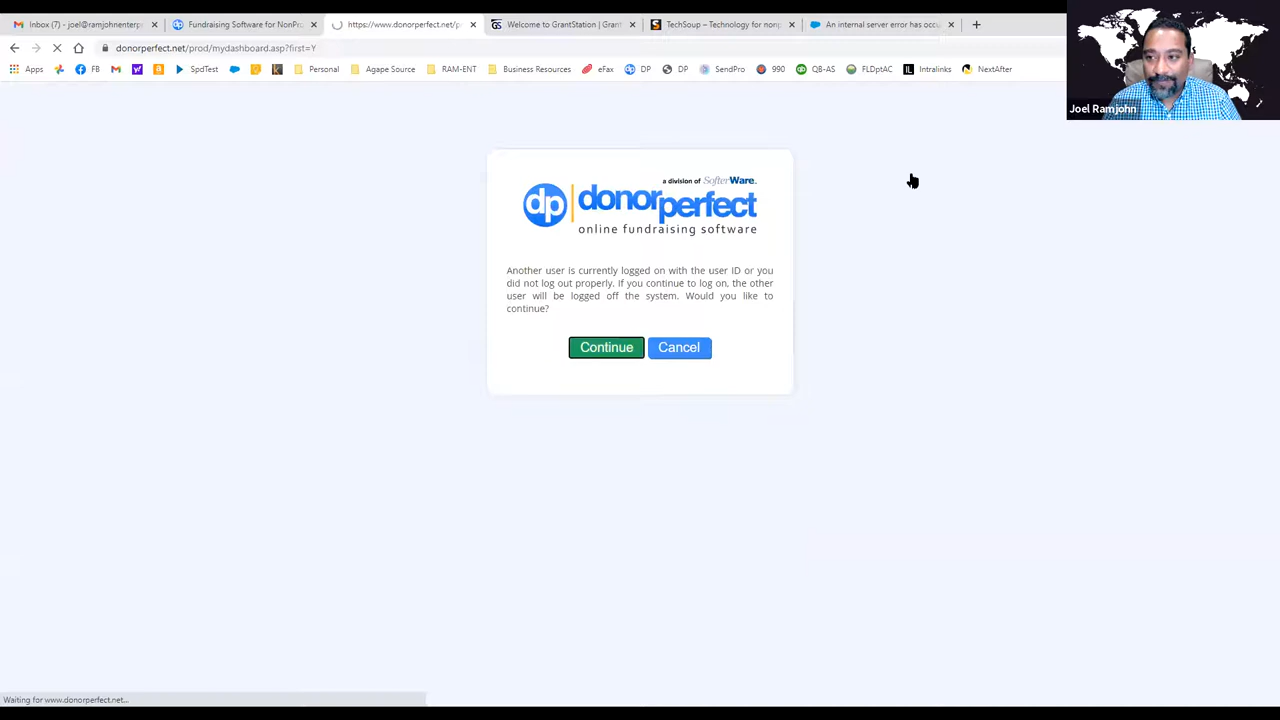 Inbox (7) - joel@ramjohnenterp
Fundraising Software for NonPro
https://www.donorperfect.net/p
Welcome to GrantStation | Grant
TechSoup – Technology for nonp
An internal server error has occu
donorperfect.net/prod/mydashboard.asp?first=Y
Apps FB SpdTest Personal Agape Source RAM-ENT Business Resources eFax DP DP SendPro 990 QB-AS FLDptAC Intralinks NextAfter
Joel Ramjohn
a division of SofterWare.
dp donorperfect
online fundraising software
Another user is currently logged on with the user ID or you
did not log out properly. If you continue to log on, the other
user will be logged off the system. Would you like to
continue?
Continue Cancel
Waiting for www.donorperfect.net...